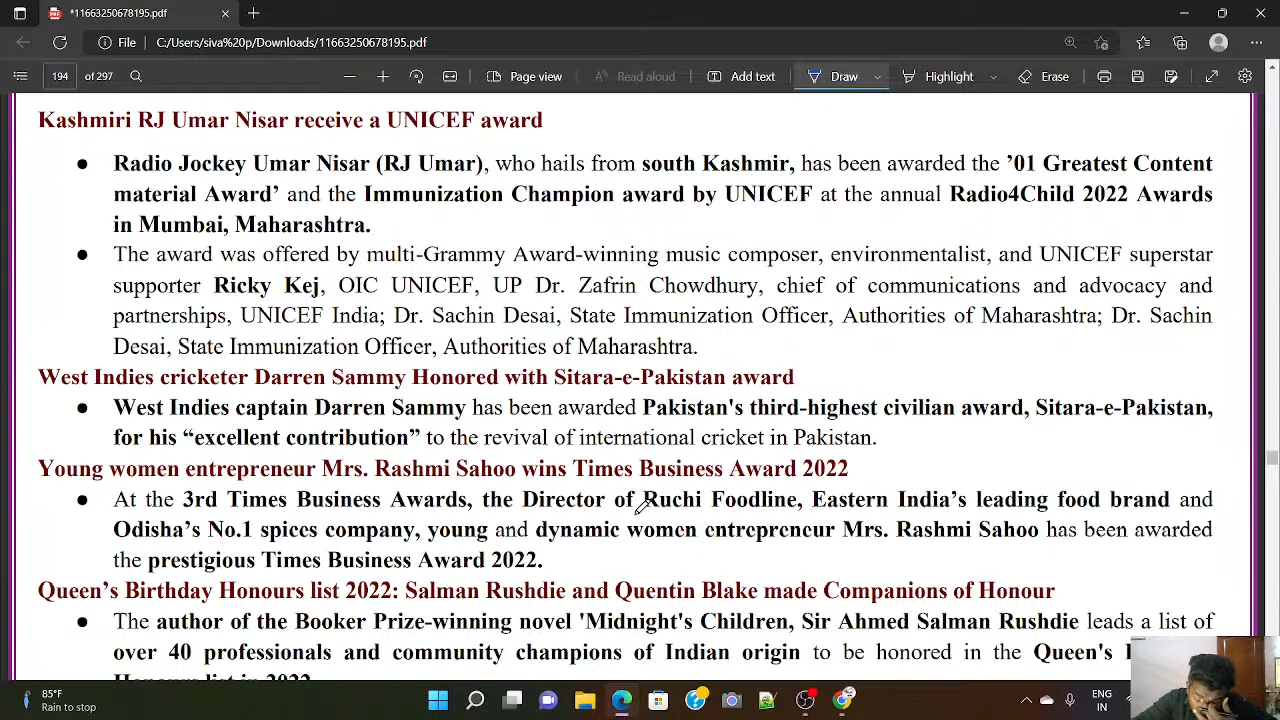 *11663250678195.pdf
File C:/Users/siva%20p/Downloads/11663250678195.pdf
194 of 297 Page view Read aloud Add text Draw Highlight Erase
Kashmiri RJ Umar Nisar receive a UNICEF award
● Radio Jockey Umar Nisar (RJ Umar), who hails from south Kashmir, has been awarded the ’01 Greatest Content
material Award’ and the Immunization Champion award by UNICEF at the annual Radio4Child 2022 Awards
in Mumbai, Maharashtra.
● The award was offered by multi-Grammy Award-winning music composer, environmentalist, and UNICEF superstar
supporter Ricky Kej, OIC UNICEF, UP Dr. Zafrin Chowdhury, chief of communications and advocacy and
partnerships, UNICEF India; Dr. Sachin Desai, State Immunization Officer, Authorities of Maharashtra; Dr. Sachin
Desai, State Immunization Officer, Authorities of Maharashtra.
West Indies cricketer Darren Sammy Honored with Sitara-e-Pakistan award
● West Indies captain Darren Sammy has been awarded Pakistan's third-highest civilian award, Sitara-e-Pakistan,
for his “excellent contribution” to the revival of international cricket in Pakistan.
Young women entrepreneur Mrs. Rashmi Sahoo wins Times Business Award 2022
● At the 3rd Times Business Awards, the Director of Ruchi Foodline, Eastern India’s leading food brand and
Odisha’s No.1 spices company, young and dynamic women entrepreneur Mrs. Rashmi Sahoo has been awarded
the prestigious Times Business Award 2022.
Queen’s Birthday Honours list 2022: Salman Rushdie and Quentin Blake made Companions of Honour
● The author of the Booker Prize-winning novel 'Midnight's Children, Sir Ahmed Salman Rushdie leads a list of
over 40 professionals and community champions of Indian origin to be honored in the Queen's
Honours list in 2022
85°F
Rain to stop
ENG
IN